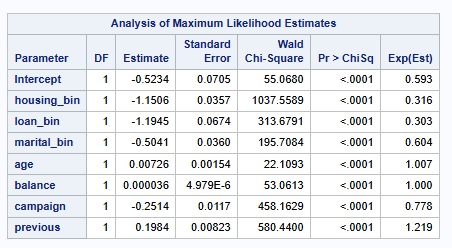 Analysis of Maximum Likelihood Estimates
Parameter DF Estimate Standard Error Wald Chi-Square Pr > ChiSq Exp(Est)
Intercept 1 -0.5234 0.0705 55.0680 <.0001 0.593
housing_bin 1 -1.1506 0.0357 1037.5589 <.0001 0.316
loan_bin 1 -1.1945 0.0674 313.6791 <.0001 0.303
marital_bin 1 -0.5041 0.0360 195.7084 <.0001 0.604
age 1 0.00726 0.00154 22.1093 <.0001 1.007
balance 1 0.000036 4.979E-6 53.0613 <.0001 1.000
campaign 1 -0.2514 0.0117 458.1629 <.0001 0.778
previous 1 0.1984 0.00823 580.4400 <.0001 1.219